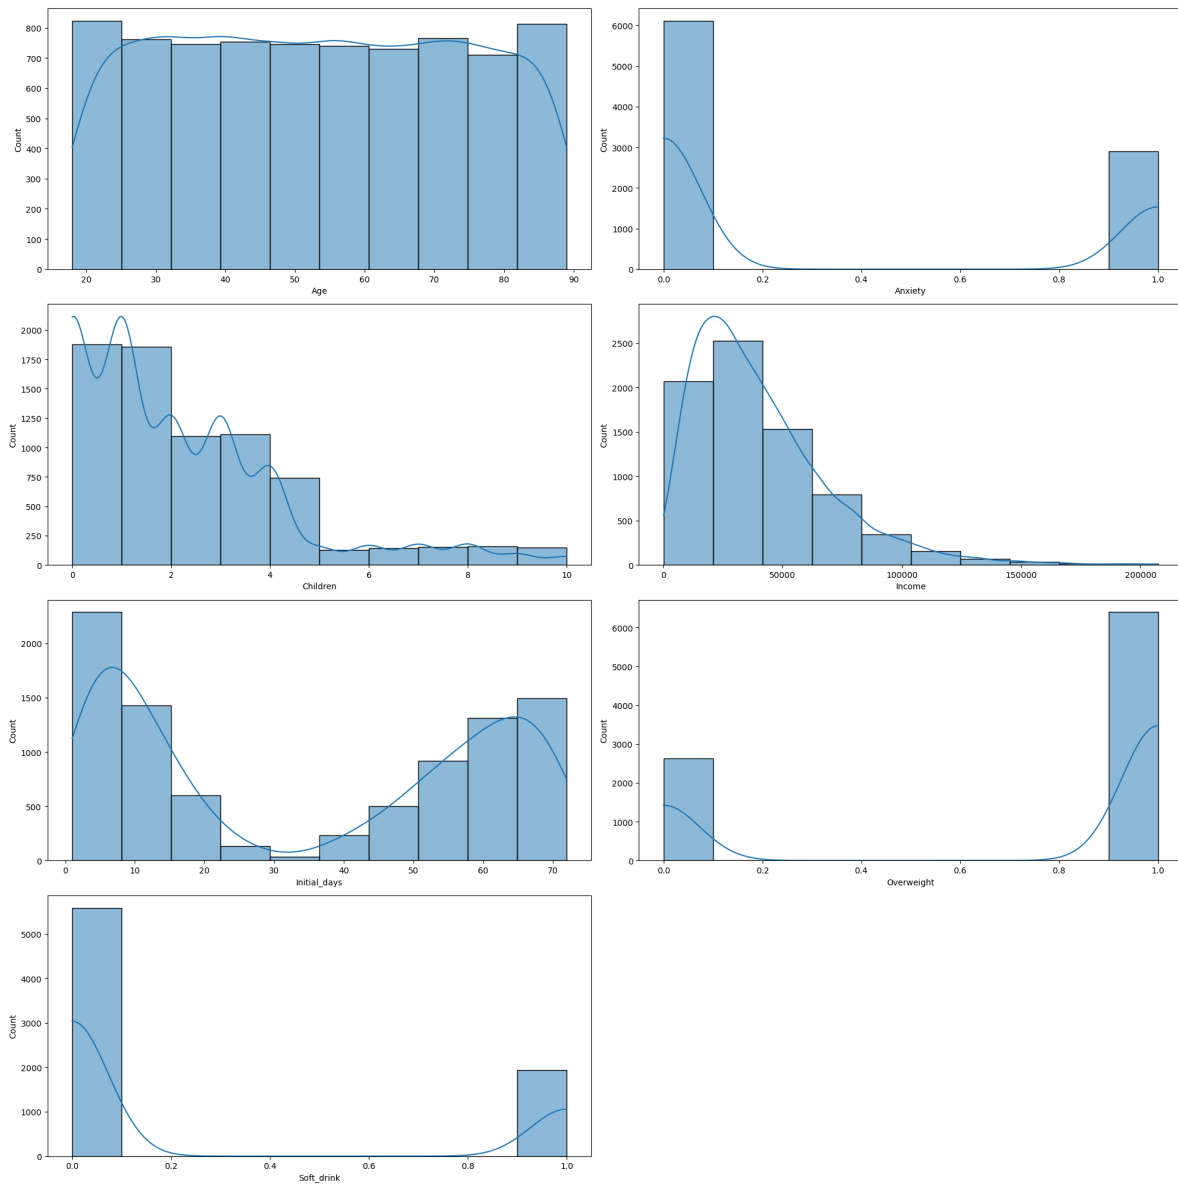 800
700
600
500
400
300
200
100
0
Count
20 30 40 50 60 70 80 90
Age
6000
5000
4000
3000
2000
1000
0
Count
0.0 0.2 0.4 0.6 0.8 1.0
Anxiety
2000
1750
1500
1250
1000
750
500
250
0
Count
0 2 4 6 8 10
Children
2500
2000
1500
1000
500
0
Count
0 50000 100000 150000 200000
Income
2000
1500
1000
500
0
Count
0 10 20 30 40 50 60 70
Initial_days
6000
5000
4000
3000
2000
1000
0
Count
0.0 0.2 0.4 0.6 0.8 1.0
Overweight
5000
4000
3000
2000
1000
0
Count
0.0 0.2 0.4 0.6 0.8 1.0
Soft_drink